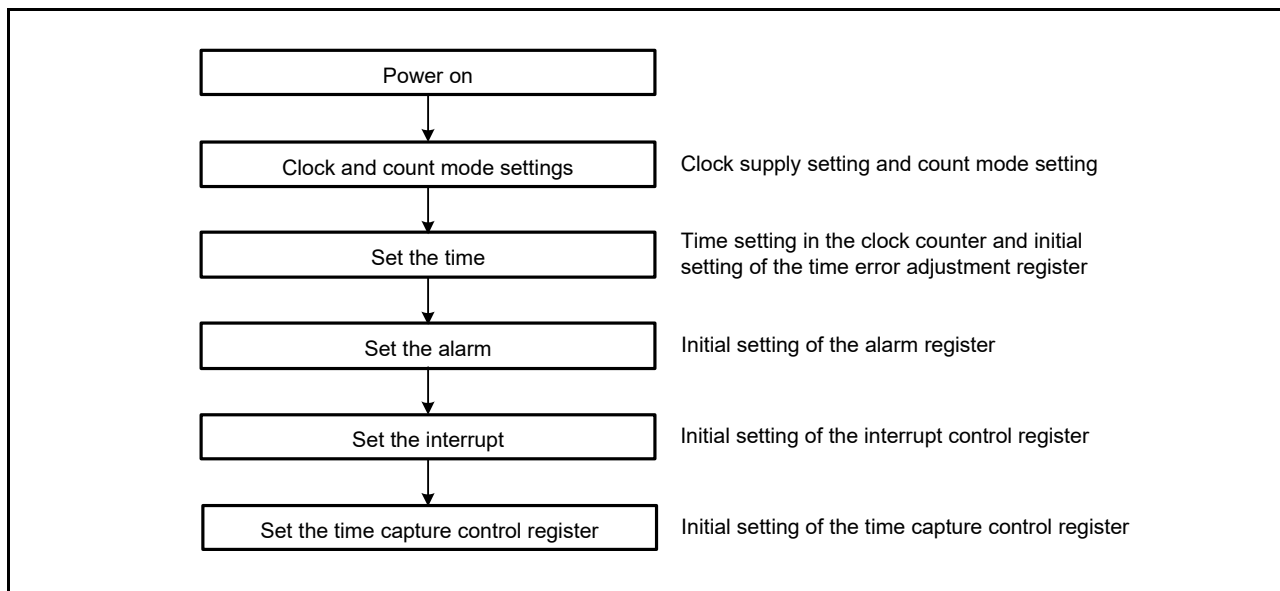 Power on
Clock and count mode settings
Clock supply setting and count mode setting
Set the time
Time setting in the clock counter and initial
setting of the time error adjustment register
Set the alarm
Initial setting of the alarm register
Set the interrupt
Initial setting of the interrupt control register
Set the time capture control register
Initial setting of the time capture control register